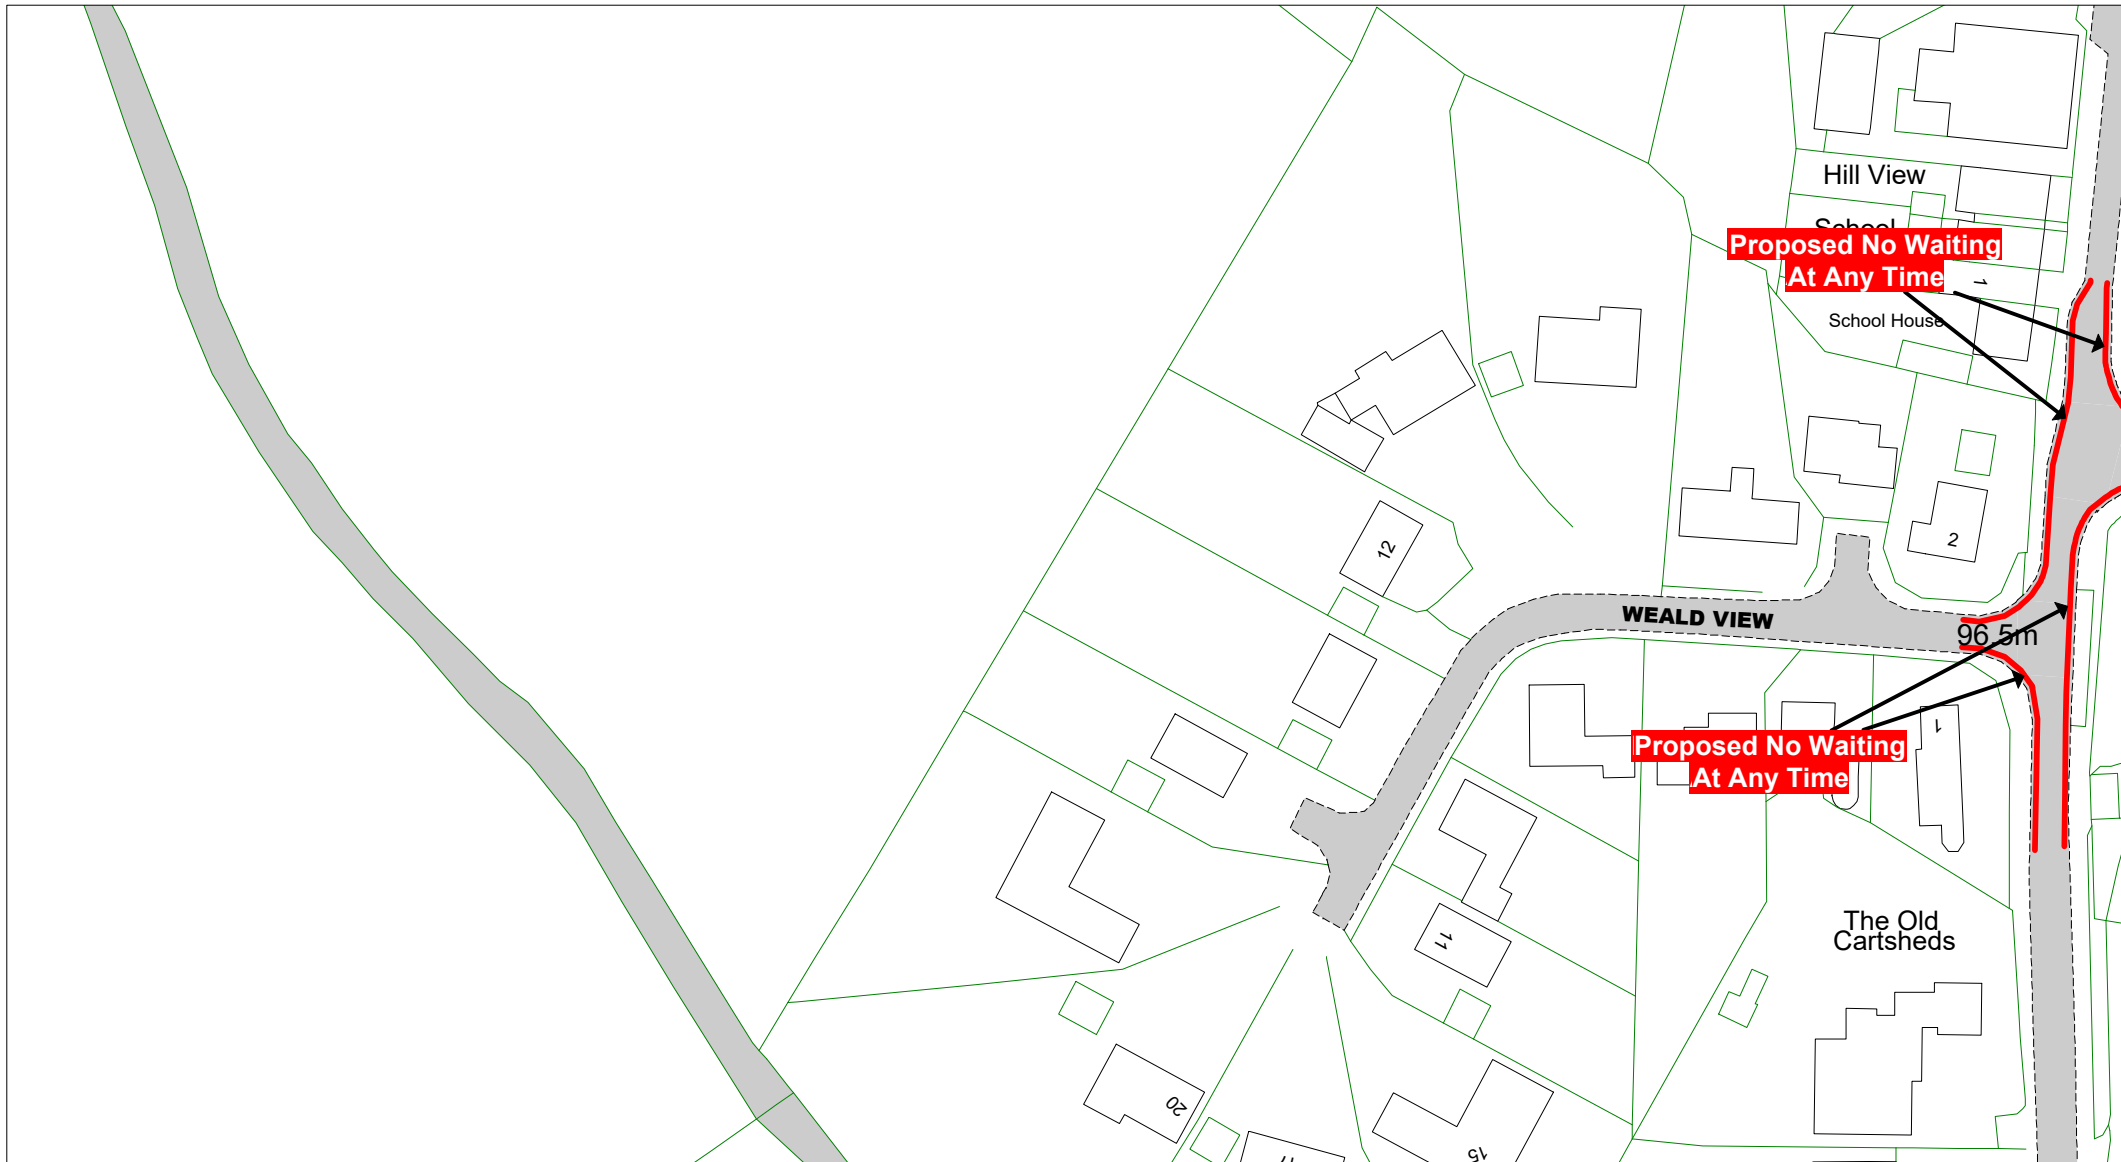 Hill View
School
Proposed No Waiting
At Any Time
1
School House
12
2
WEALD VIEW
96.5m
1
Proposed No Waiting
At Any Time
11
The Old
Cartsheds
20
15